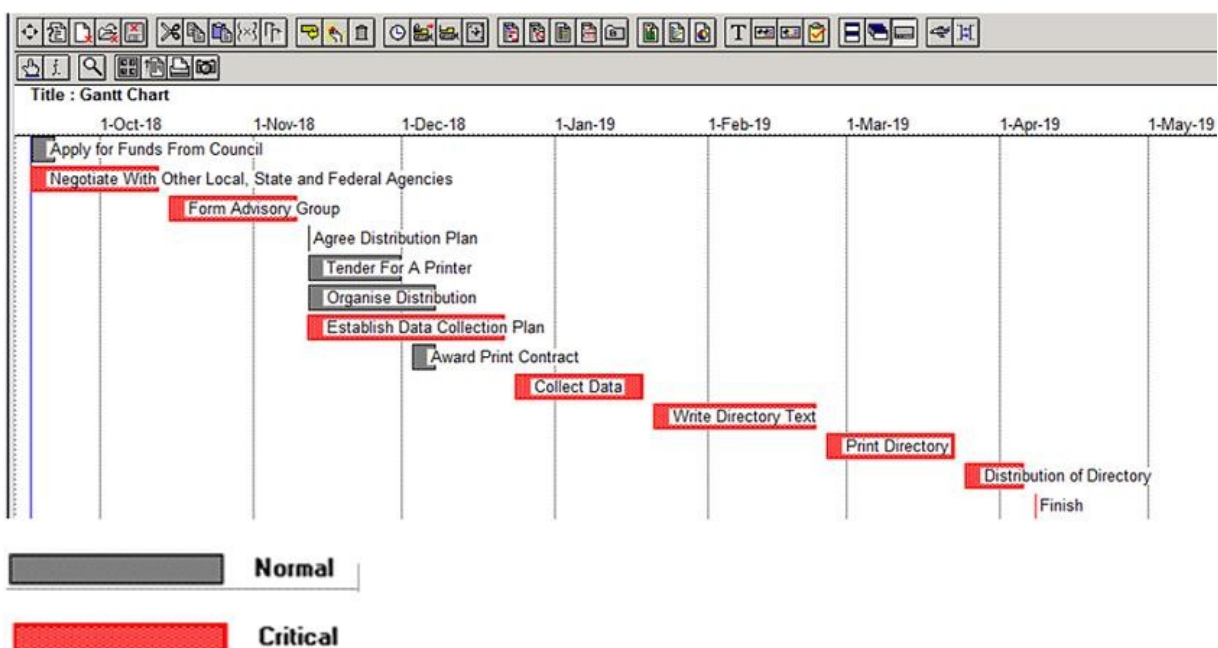 Title : Gantt Chart
1-Oct-18 1-Nov-18 1-Dec-18 1-Jan-19 1-Feb-19 1-Mar-19 1-Apr-19 1-May-19
Apply for Funds From Council
Negotiate With Other Local, State and Federal Agencies
Form Advisory Group
Agree Distribution Plan
Tender For A Printer
Organise Distribution
Establish Data Collection Plan
Award Print Contract
Collect Data
Write Directory Text
Print Directory
Distribution of Directory
Finish
Normal
Critical